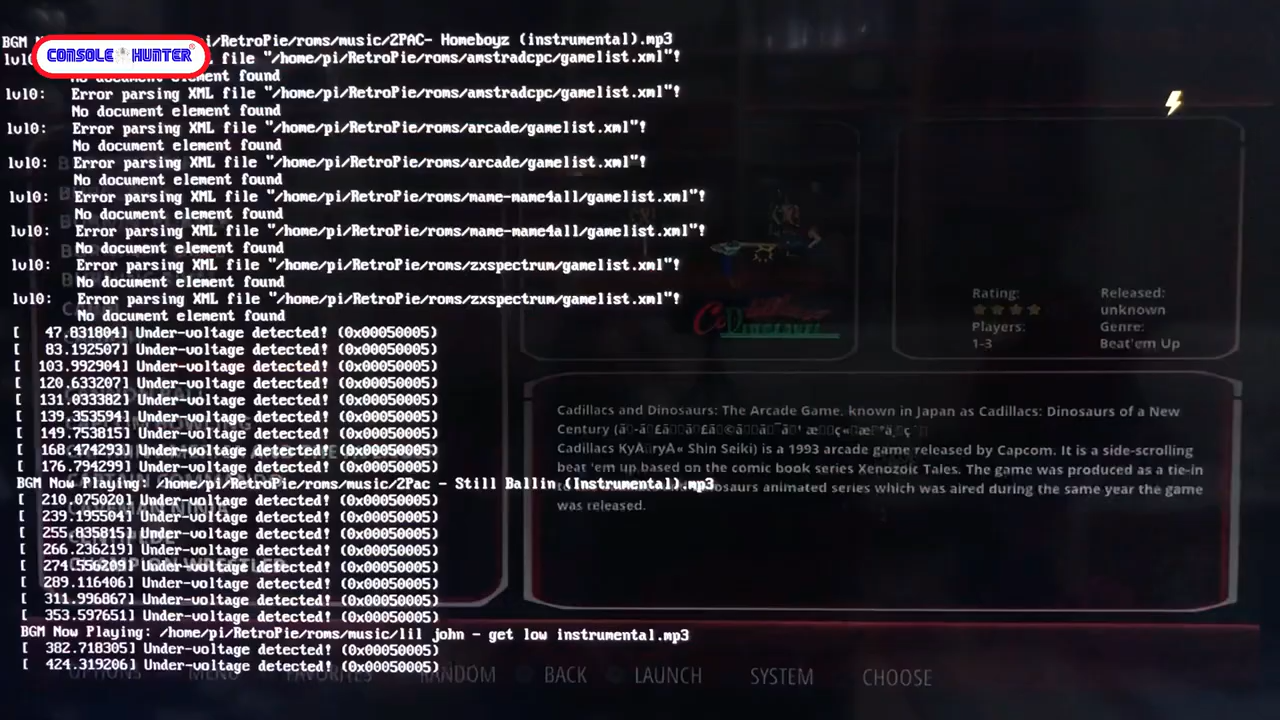 BGM N i/RetroPie/roms/music/2PAC- Homeboyz (instrumental).mp3
CONSOLE HUNTER
lvl0: XML file "/home/pi/RetroPie/roms/amstradcpc/gamelist.xml"!
No document element found
lvl0: Error parsing XML file "/home/pi/RetroPie/roms/amstradcpc/gamelist.xml"!
No document element found
lvl0: Error parsing XML file "/home/pi/RetroPie/roms/arcade/gamelist.xml"!
No document element found
lvl0: Error parsing XML file "/home/pi/RetroPie/roms/arcade/gamelist.xml"!
No document element found
lvl0: Error parsing XML file "/home/pi/RetroPie/roms/mame-mame4all/gamelist.xml"!
No document element found
lvl0: Error parsing XML file "/home/pi/RetroPie/roms/mame-mame4all/gamelist.xml"!
No document element found
lvl0: Error parsing XML file "/home/pi/RetroPie/roms/zxspectrum/gamelist.xml"!
No document element found
lvl0: Error parsing XML file "/home/pi/RetroPie/roms/zxspectrum/gamelist.xml"!
No document element found
[ 47.831804] Under-voltage detected! (0x00050005)
[ 83.192507] Under-voltage detected! (0x00050005)
[ 103.992904] Under-voltage detected! (0x00050005)
[ 120.633207] Under-voltage detected! (0x00050005)
[ 131.033382] Under-voltage detected! (0x00050005)
[ 139.353594] Under-voltage detected! (0x00050005)
[ 149.753815] Under-voltage detected! (0x00050005)
[ 168.474293] Under-voltage detected! (0x00050005)
[ 176.794299] Under-voltage detected! (0x00050005)
BGM Now Playing: /home/pi/RetroPie/roms/music/2Pac - Still Ballin (Instrumental).mp3
[ 210.075020] Under-voltage detected! (0x00050005)
[ 239.195504] Under-voltage detected! (0x00050005)
[ 255.835815] Under-voltage detected! (0x00050005)
[ 266.236219] Under-voltage detected! (0x00050005)
[ 274.556209] Under-voltage detected! (0x00050005)
[ 289.116406] Under-voltage detected! (0x00050005)
[ 311.996867] Under-voltage detected! (0x00050005)
[ 353.597651] Under-voltage detected! (0x00050005)
BGM Now Playing: /home/pi/RetroPie/roms/music/lil john - get low instrumental.mp3
[ 382.718305] Under-voltage detected! (0x00050005)
[ 424.319206] Under-voltage detected! (0x00050005)
Cadillacs Dinosaurs
Rating: Released:
unknown
Players: Genre:
1-3 Beat'em Up
Cadillacs and Dinosaurs: The Arcade Game, known in Japan as Cadillacs: Dinosaurs of a New
Century
Cadillacs Shin Seiki) is a 1993 arcade game released by Capcom. It is a side-scrolling
beat 'em up based on the comic book series Xenozoic Tales. The game was produced as a tie-in
Dinosaurs animated series which was aired during the same year the game
was released.
CAVEMAN NINJA
CENTIPEDE
CHAMPION WRESTLER
OPTIONS MENU FAVORITES RANDOM BACK LAUNCH SYSTEM CHOOSE